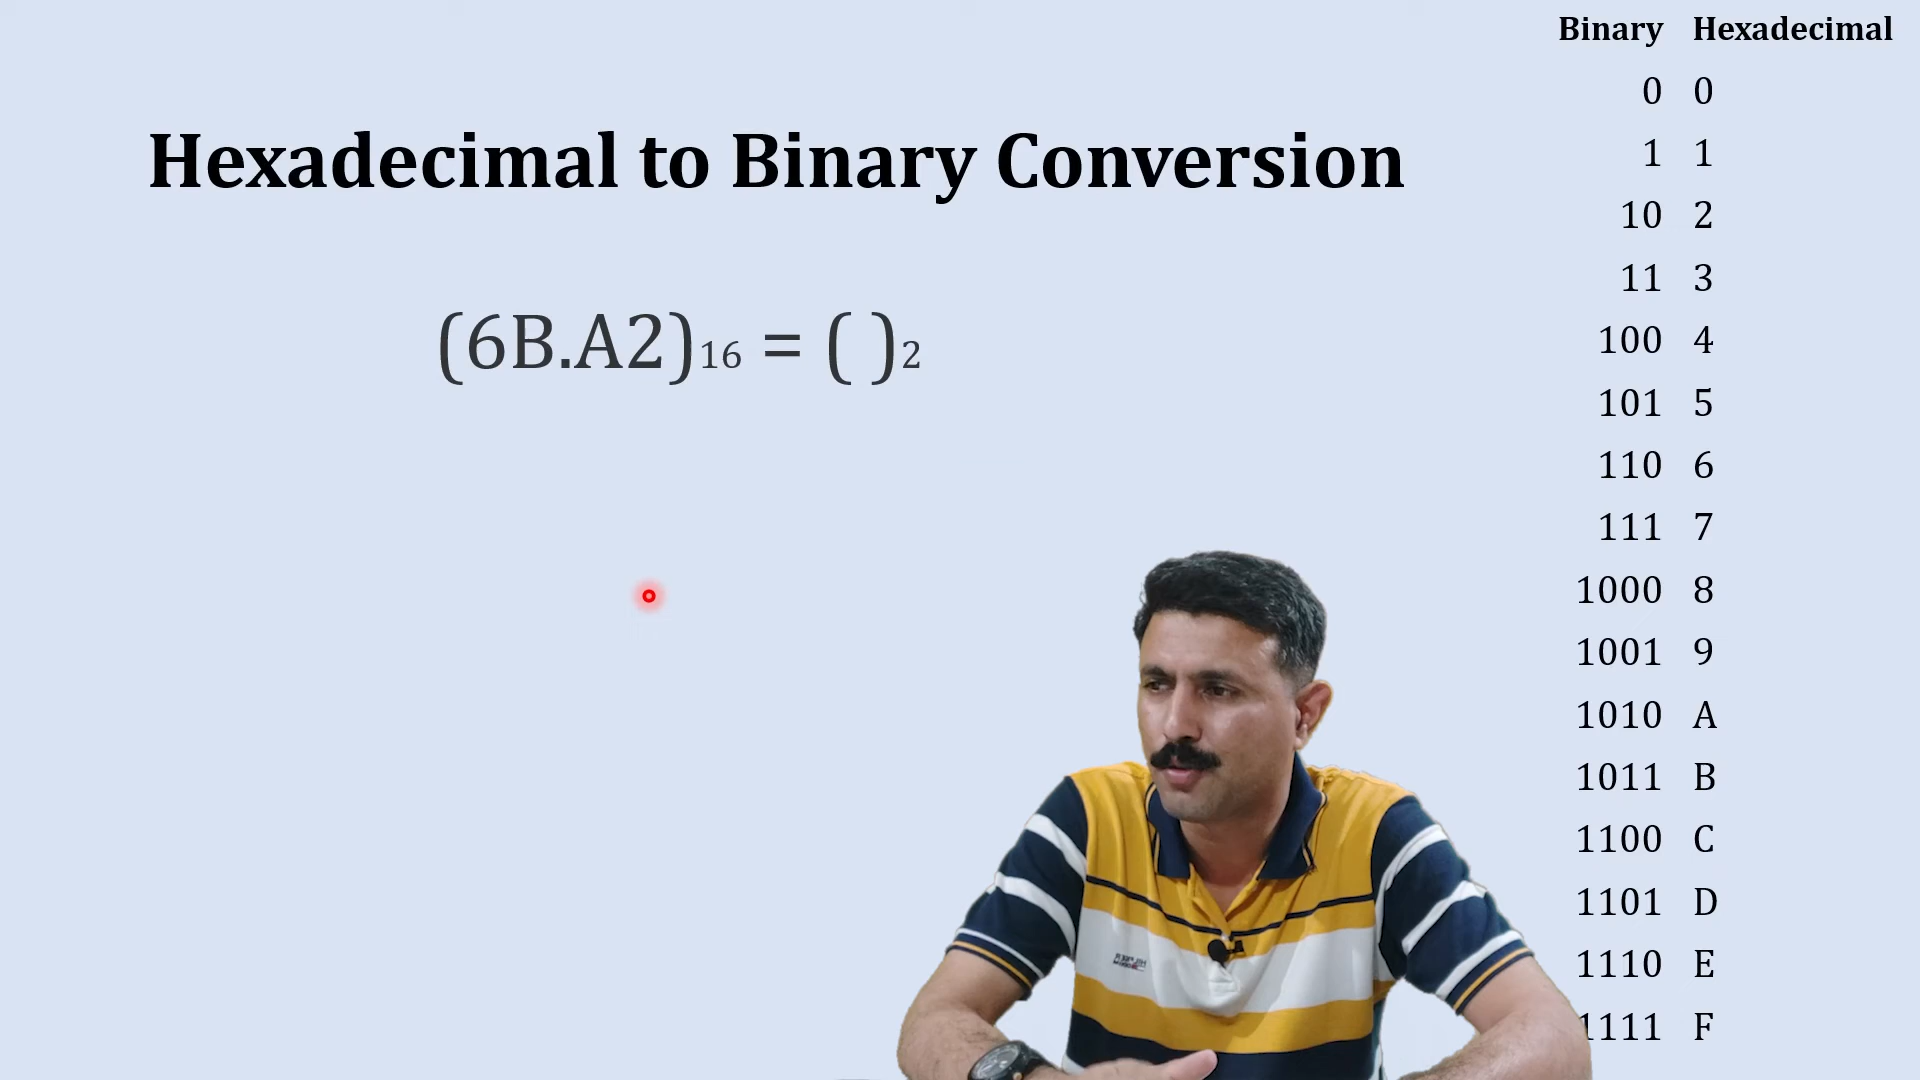 Binary Hexadecimal
0 0
Hexadecimal to Binary Conversion
1 1
10 2
11 3
(6B.A2)16 = ( )2
100 4
101 5
110 6
111 7
1000 8
1001 9
1010 A
1011 B
1100 C
1101 D
1110 E
1111 F